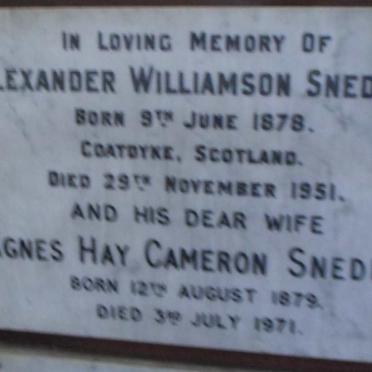 IN LOVING MEMORY OF
LEXANDER WILLIAMSON SNED
BORN 9TH JUNE 1878.
COATDYKE, SCOTLAND.
DIED 29TH NOVEMBER 1951.
AND HIS DEAR WIFE
AGNES HAY CAMERON SNED
BORN 12TH AUGUST 1879.
DIED 3RD JULY 1971.